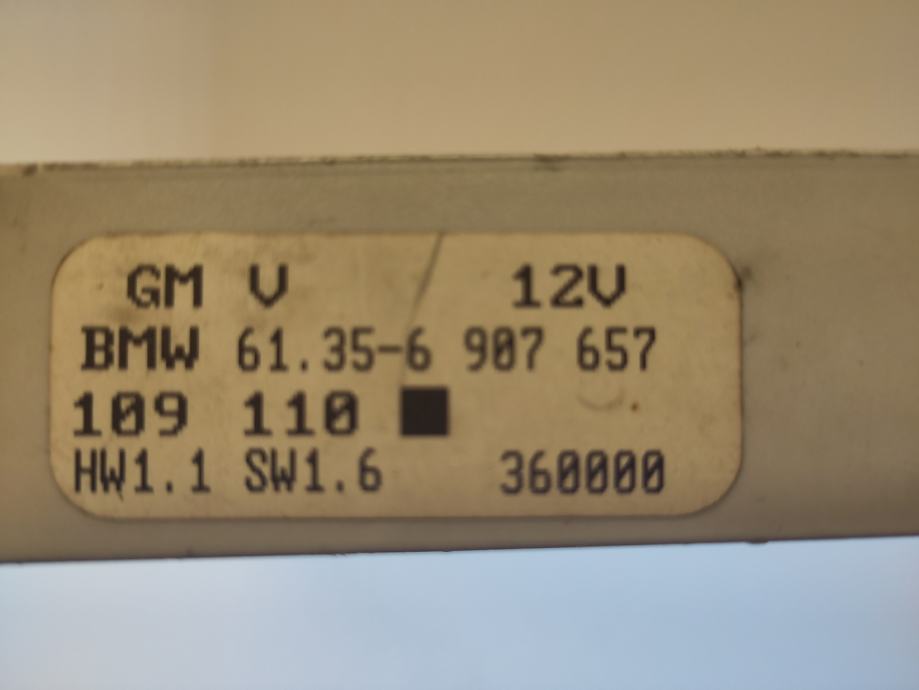 GM V 12V
BMW 61.35-6 907 657
109 110
HW1.1 SW1.6 360000